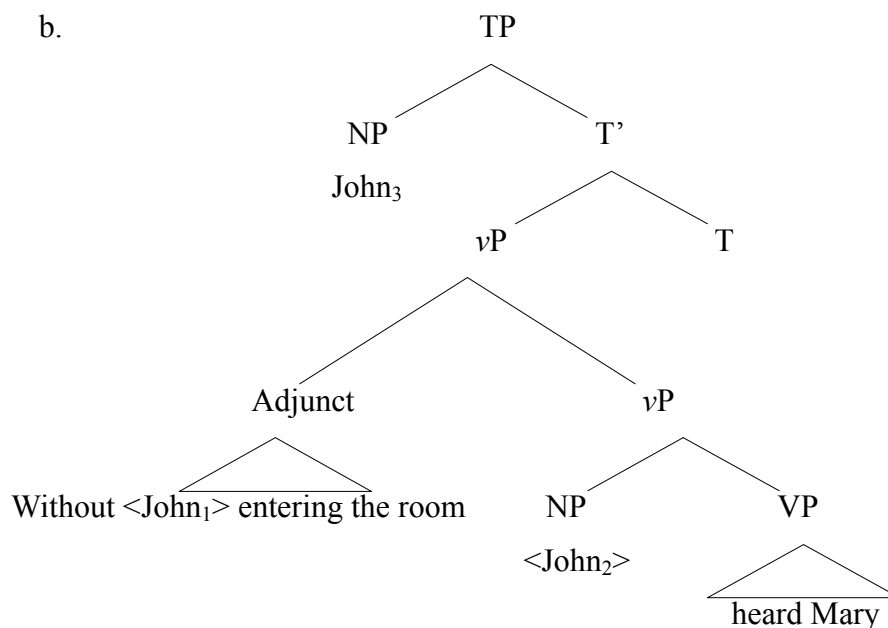 b.
TP
NP T’
John₃
vP T
Adjunct vP
Without <John₁> entering the room NP VP
<John₂>
heard Mary